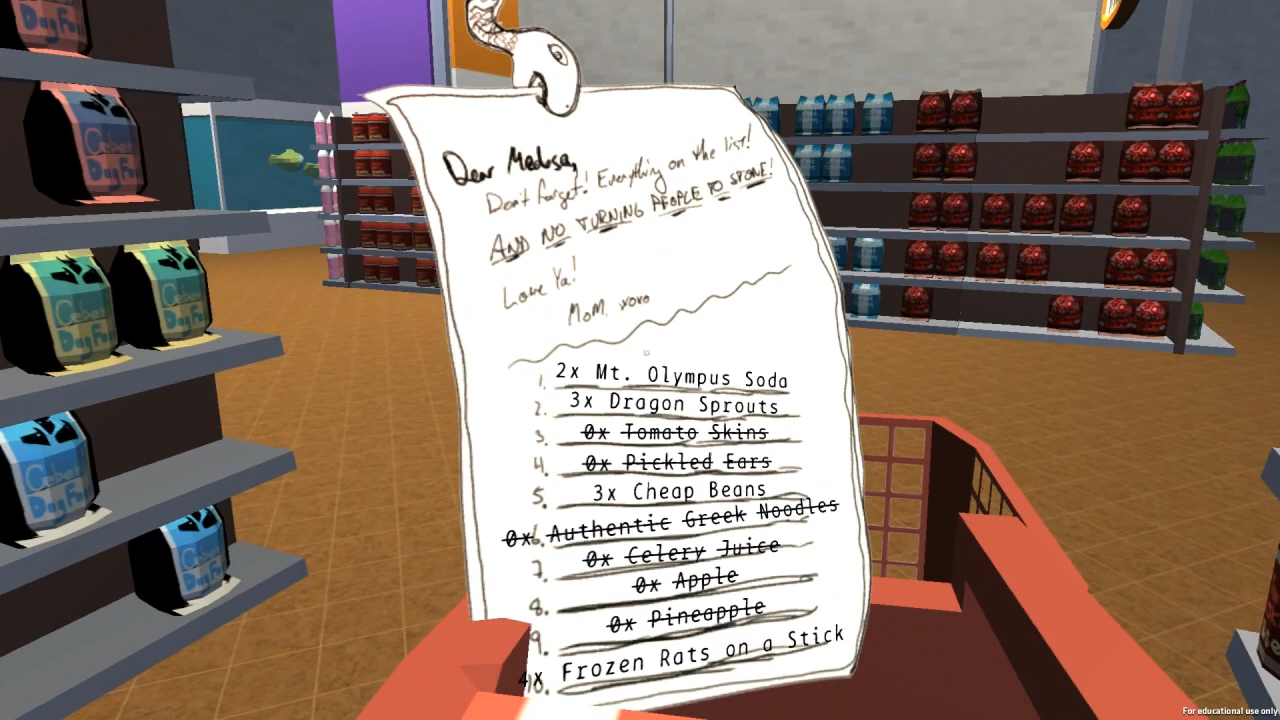 Dear Medusa,
Don't forget! Everything on the list!
AND NO TURNING PEOPLE TO STONE!
Love Ya!
MOM xoxo
1. 2x Mt. Olympus Soda
2. 3x Dragon Sprouts
3. 0x Tomato Skins
4. 0x Pickled Ears
5. 3x Cheap Beans
6. 0x Authentic Greek Noodles
7. 0x Celery Juice
8. 0x Apple
9. 0x Pineapple
10. 4x Frozen Rats on a Stick
For educational use only